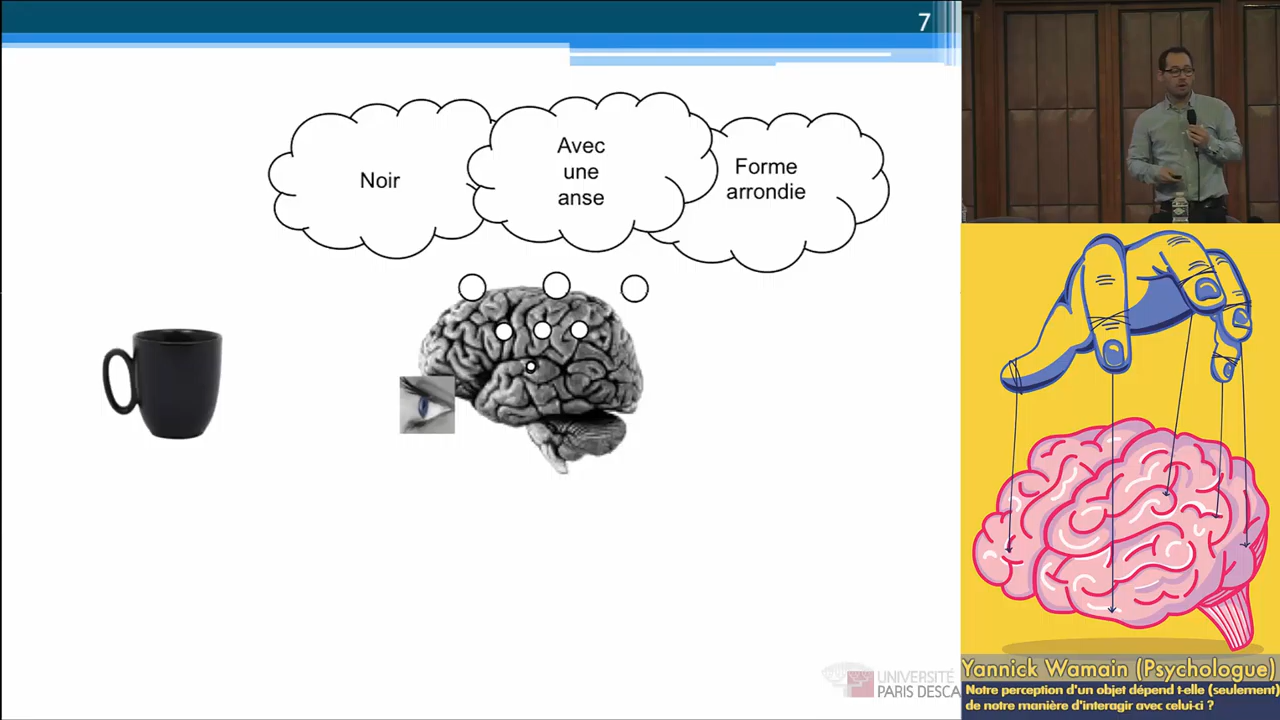 7
Noir
Avec
une
anse
Forme
arrondie
UNIVERSITÉ
PARIS DESCA
Yannick Wamain (Psychologue)
Notre perception d'un objet dépend t-elle (seulement)
de notre manière d'interagir avec celui-ci ?